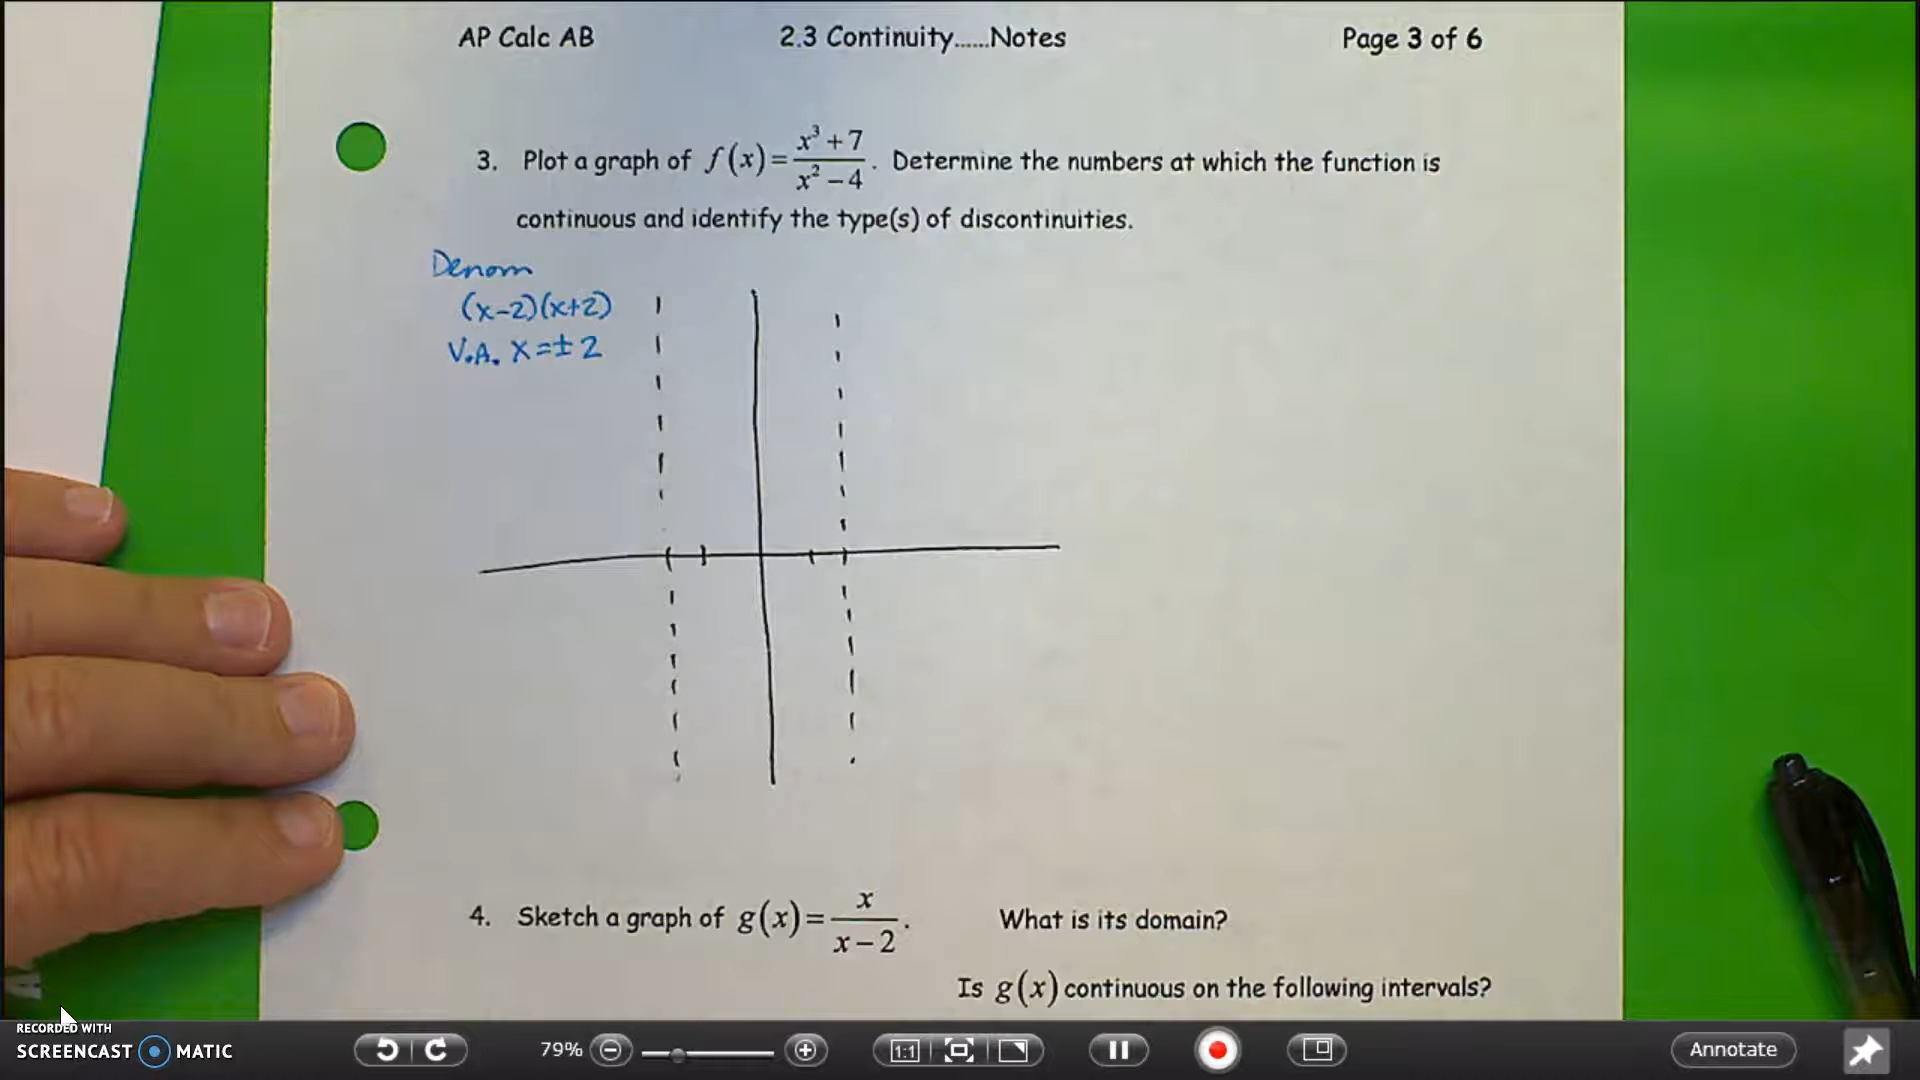 AP Calc AB 2.3 Continuity......Notes Page 3 of 6
3. Plot a graph of f(x) = (x³ + 7)/(x² − 4). Determine the numbers at which the function is
continuous and identify the type(s) of discontinuities.
Denom
(x-2)(x+2)
V.A. x = ± 2
4. Sketch a graph of g(x) = x/(x − 2). What is its domain?
Is g(x) continuous on the following intervals?
RECORDED WITH
SCREENCAST MATIC
79%
1:1
Annotate